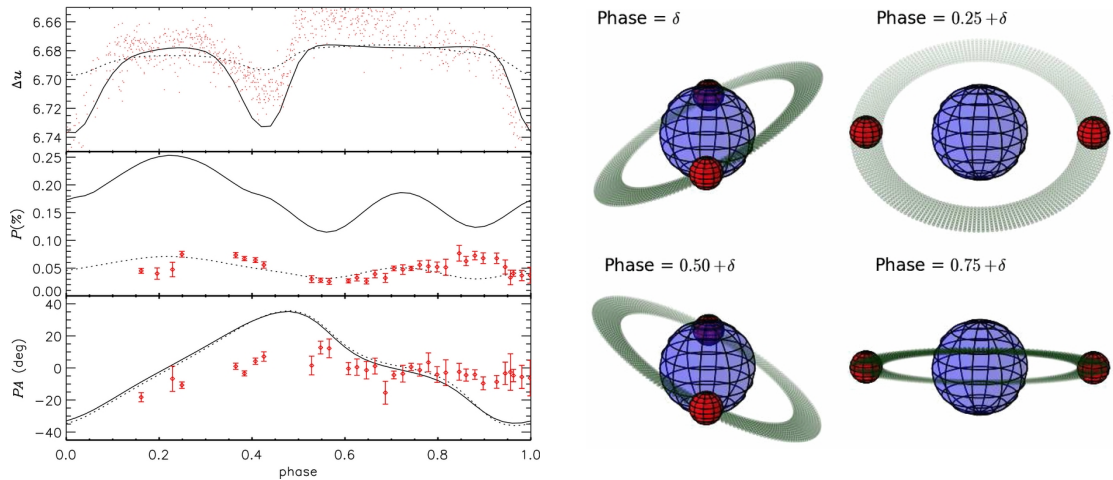 Δu
6.66
6.68
6.70
6.72
6.74
P(%)
0.25
0.20
0.15
0.10
0.05
0.00
PA (deg)
40
20
0
−20
−40
0.0 0.2 0.4 0.6 0.8 1.0
phase
Phase = δ
Phase = 0.25 +δ
Phase = 0.50 +δ
Phase = 0.75 +δ